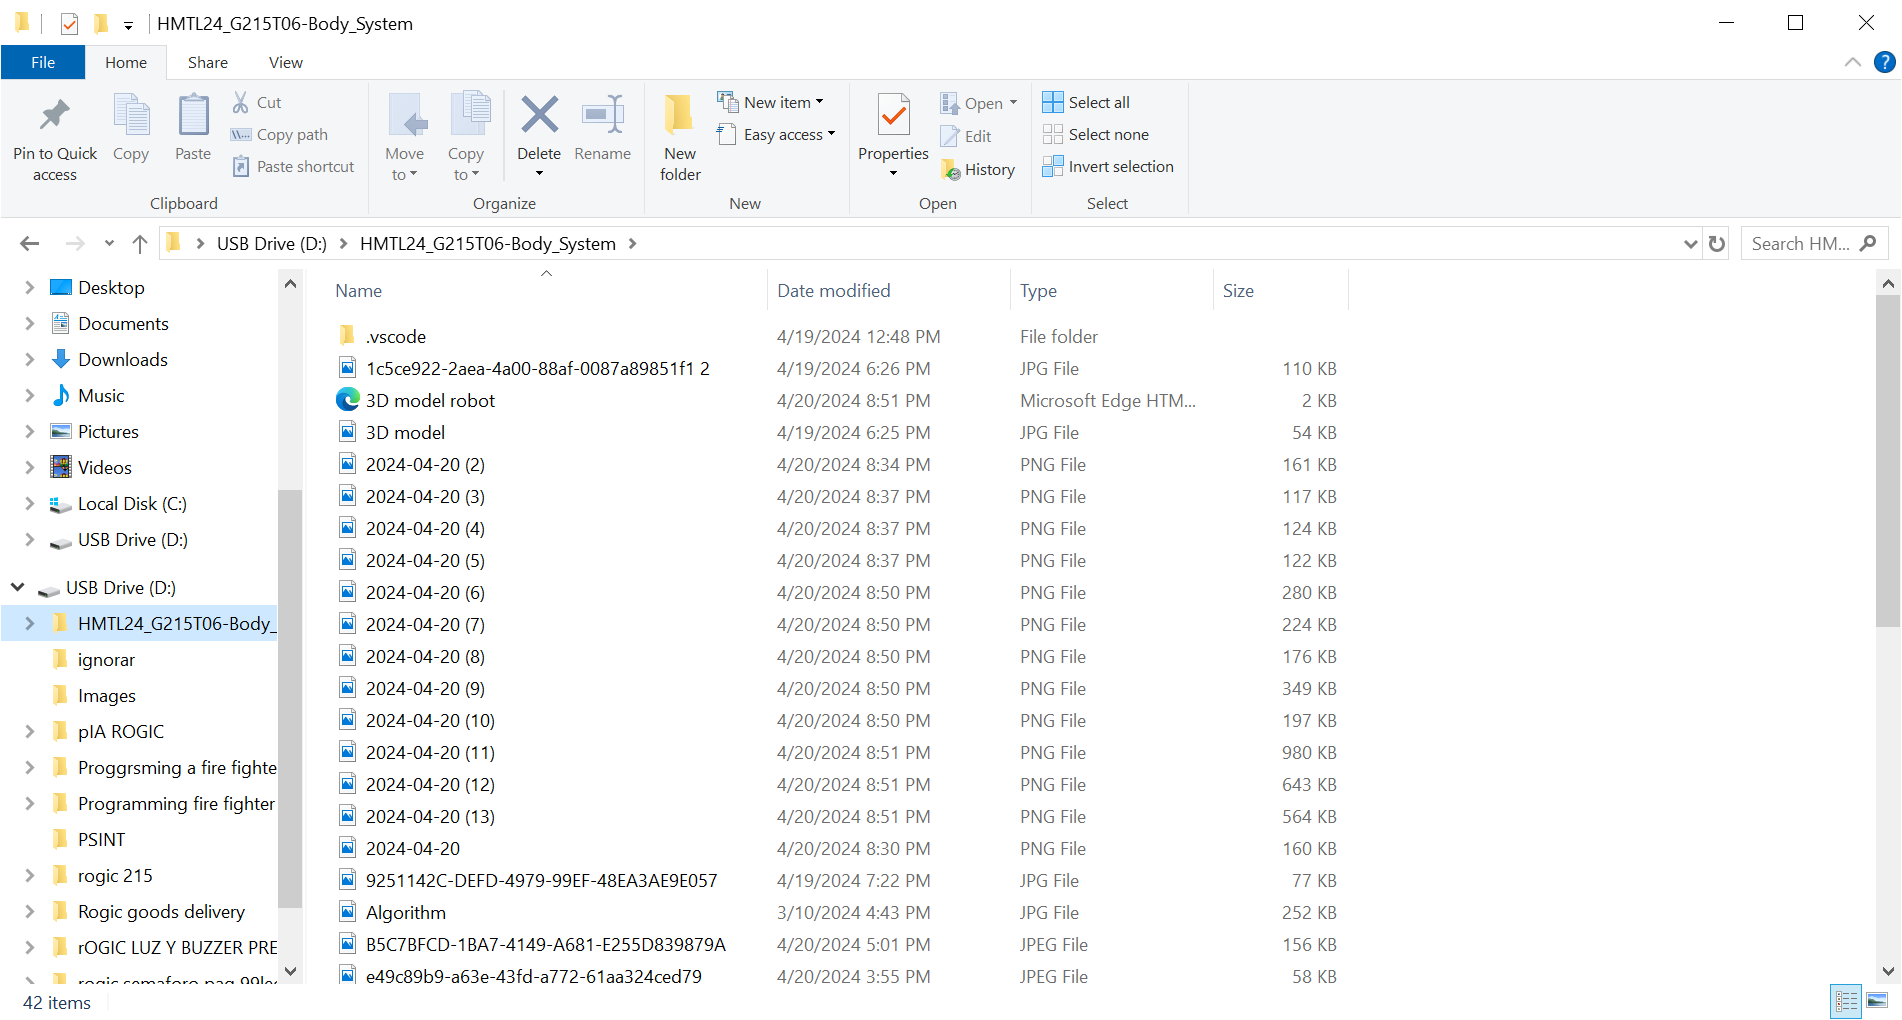 HMTL24_G215T06-Body_System
File Home Share View
Pin to Quick access
Copy
Paste
Cut
Copy path
Paste shortcut
Clipboard
Move to
Copy to
Delete
Rename
Organize
New folder
New item
Easy access
New
Properties
Open
Edit
History
Open
Select all
Select none
Invert selection
Select
USB Drive (D:) HMTL24_G215T06-Body_System
Search HM...
Desktop
Documents
Downloads
Music
Pictures
Videos
Local Disk (C:)
USB Drive (D:)
USB Drive (D:)
HMTL24_G215T06-Body_
ignorar
Images
pIA ROGIC
Proggrsming a fire fighte
Programming fire fighter
PSINT
rogic 215
Rogic goods delivery
rOGIC LUZ Y BUZZER PRE
Name Date modified Type Size
.vscode 4/19/2024 12:48 PM File folder
1c5ce922-2aea-4a00-88af-0087a89851f1 2 4/19/2024 6:26 PM JPG File 110 KB
3D model robot 4/20/2024 8:51 PM Microsoft Edge HTM... 2 KB
3D model 4/19/2024 6:25 PM JPG File 54 KB
2024-04-20 (2) 4/20/2024 8:34 PM PNG File 161 KB
2024-04-20 (3) 4/20/2024 8:37 PM PNG File 117 KB
2024-04-20 (4) 4/20/2024 8:37 PM PNG File 124 KB
2024-04-20 (5) 4/20/2024 8:37 PM PNG File 122 KB
2024-04-20 (6) 4/20/2024 8:50 PM PNG File 280 KB
2024-04-20 (7) 4/20/2024 8:50 PM PNG File 224 KB
2024-04-20 (8) 4/20/2024 8:50 PM PNG File 176 KB
2024-04-20 (9) 4/20/2024 8:50 PM PNG File 349 KB
2024-04-20 (10) 4/20/2024 8:50 PM PNG File 197 KB
2024-04-20 (11) 4/20/2024 8:51 PM PNG File 980 KB
2024-04-20 (12) 4/20/2024 8:51 PM PNG File 643 KB
2024-04-20 (13) 4/20/2024 8:51 PM PNG File 564 KB
2024-04-20 4/20/2024 8:30 PM PNG File 160 KB
9251142C-DEFD-4979-99EF-48EA3AE9E057 4/19/2024 7:22 PM JPG File 77 KB
Algorithm 3/10/2024 4:43 PM JPG File 252 KB
B5C7BFCD-1BA7-4149-A681-E255D839879A 4/20/2024 5:01 PM JPEG File 156 KB
e49c89b9-a63e-43fd-a772-61aa324ced79 4/20/2024 3:55 PM JPEG File 58 KB
42 items